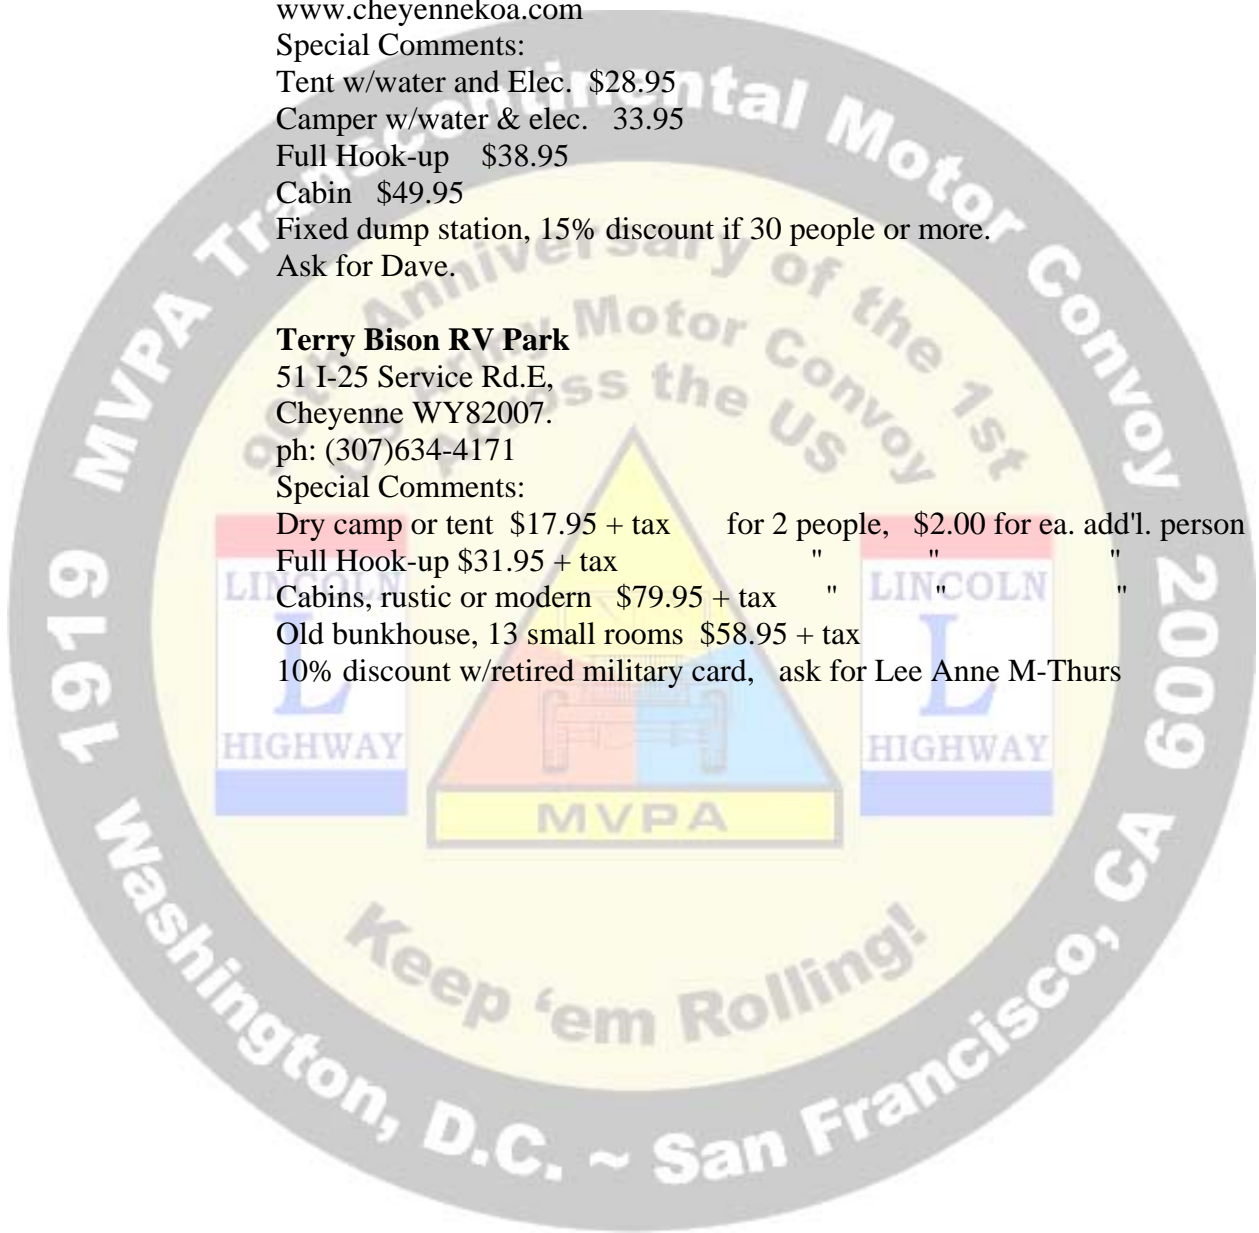 www.cheyennekoa.com
Special Comments:
Tent w/water and Elec.  $28.95
Camper w/water & elec.   33.95
Full Hook-up    $38.95
Cabin   $49.95
Fixed dump station, 15% discount if 30 people or more.
Ask for Dave.
Terry Bison RV Park
51 I-25 Service Rd.E,
Cheyenne WY82007.
ph: (307)634-4171
Special Comments:
Dry camp or tent  $17.95 + tax       for 2 people,   $2.00 for ea. add'l. person
Full Hook-up $31.95 + tax                        "             "                     "
Cabins, rustic or modern   $79.95 + tax      "             "                     "
Old bunkhouse, 13 small rooms  $58.95 + tax
10% discount w/retired military card,   ask for Lee Anne M-Thurs
1919 MVPA Transcontinental Motor Convoy 2009
90th Anniversary of the 1st
US Army Motor Convoy
Across the US
LINCOLN
L
HIGHWAY
LINCOLN
L
HIGHWAY
MVPA
Keep 'em Rolling!
Washington, D.C. ~ San Francisco, CA